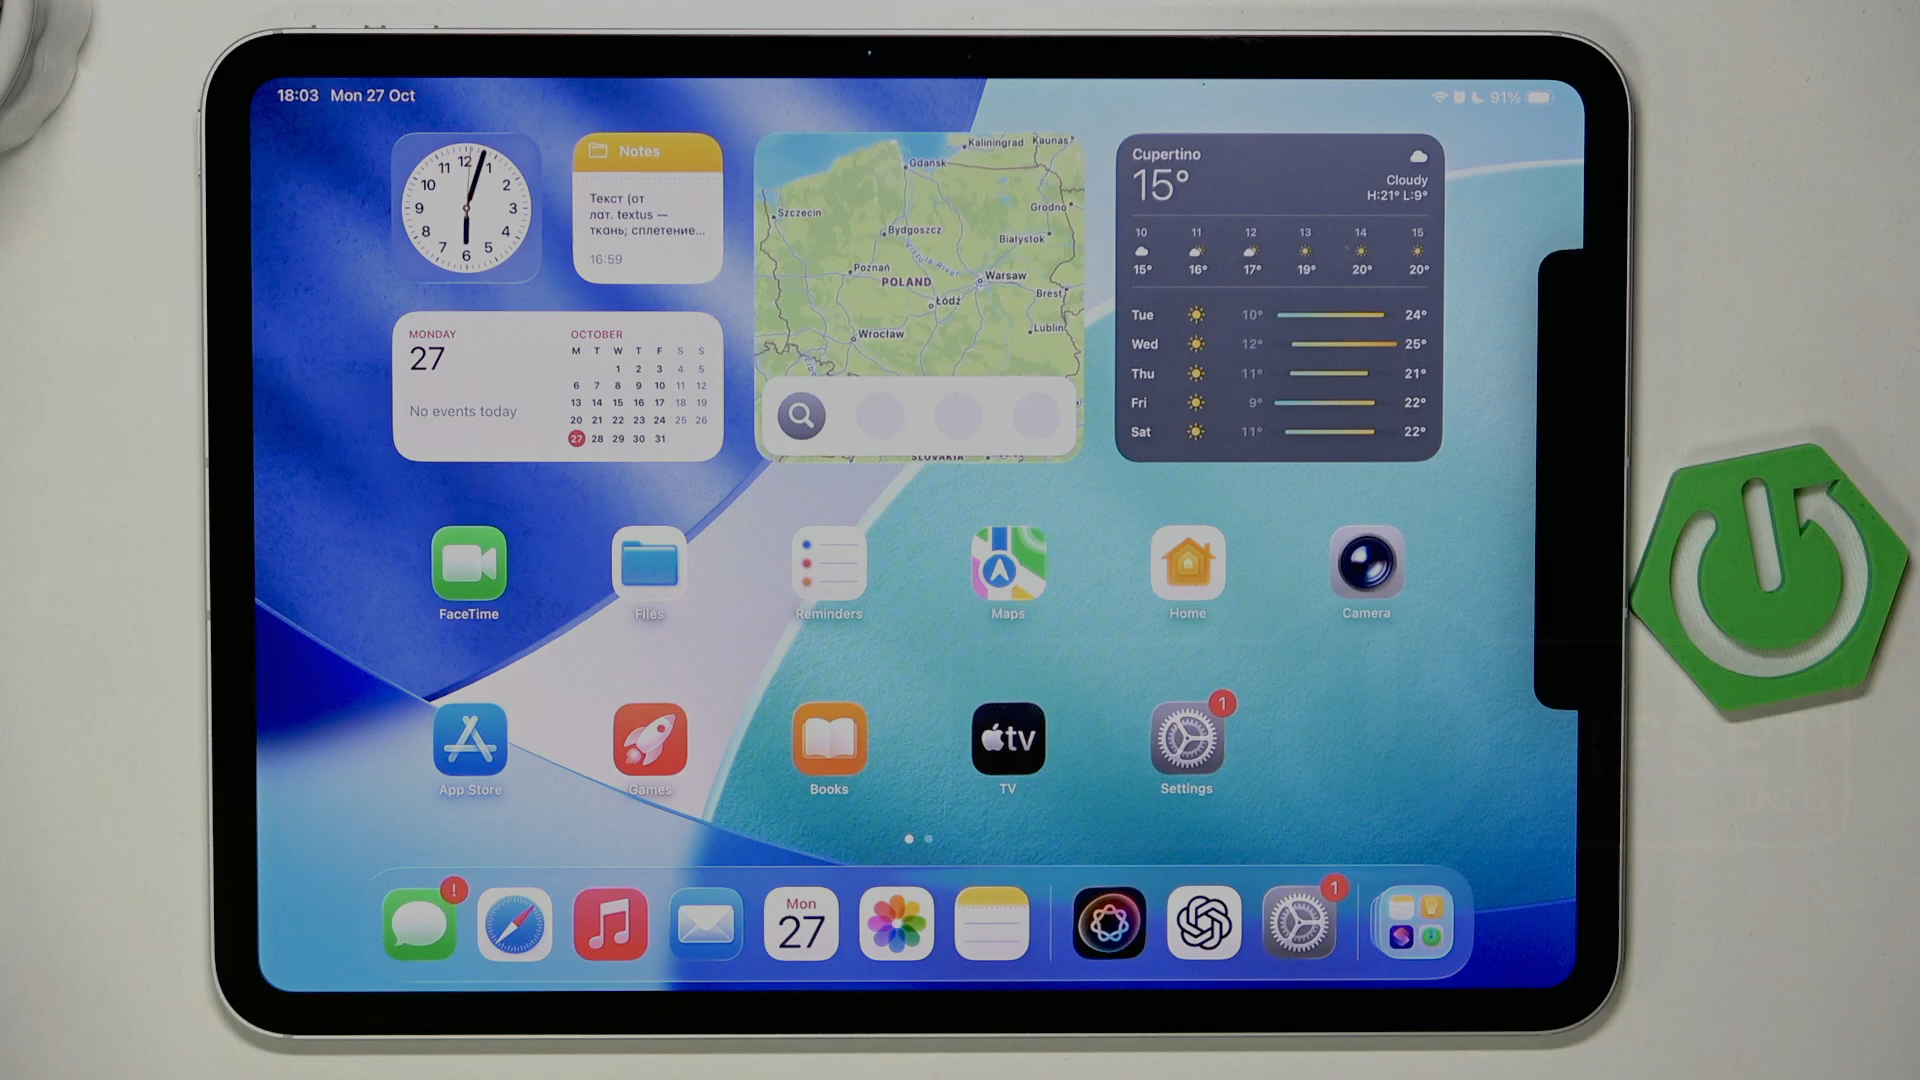 18:03 Mon 27 Oct
91%
12
1
2
3
4
5
6
7
8
9
10
11
Notes
Текст (от
лат. textus —
ткань; сплетение...
16:59
MONDAY
27
No events today
OCTOBER
M T W T F S S
1 2 3 4 5
6 7 8 9 10 11 12
13 14 15 16 17 18 19
20 21 22 23 24 25 26
27 28 29 30 31
Kaliningrad Kaunas
Gdańsk
Szczecin
Grodno
Bydgoszcz
Białystok
Vistula River
Poznań
Warsaw
POLAND
Brest
Łódź
Lublin
Wrocław
SLOVAKIA
Cupertino
15°
Cloudy
H:21° L:9°
10 11 12 13 14 15
15° 16° 17° 19° 20° 20°
Tue 10° 24°
Wed 12° 25°
Thu 11° 21°
Fri 9° 22°
Sat 11° 22°
FaceTime
Files
Reminders
Maps
Home
Camera
App Store
Games
Books
tv
TV
1
Settings
!
Mon
27
1